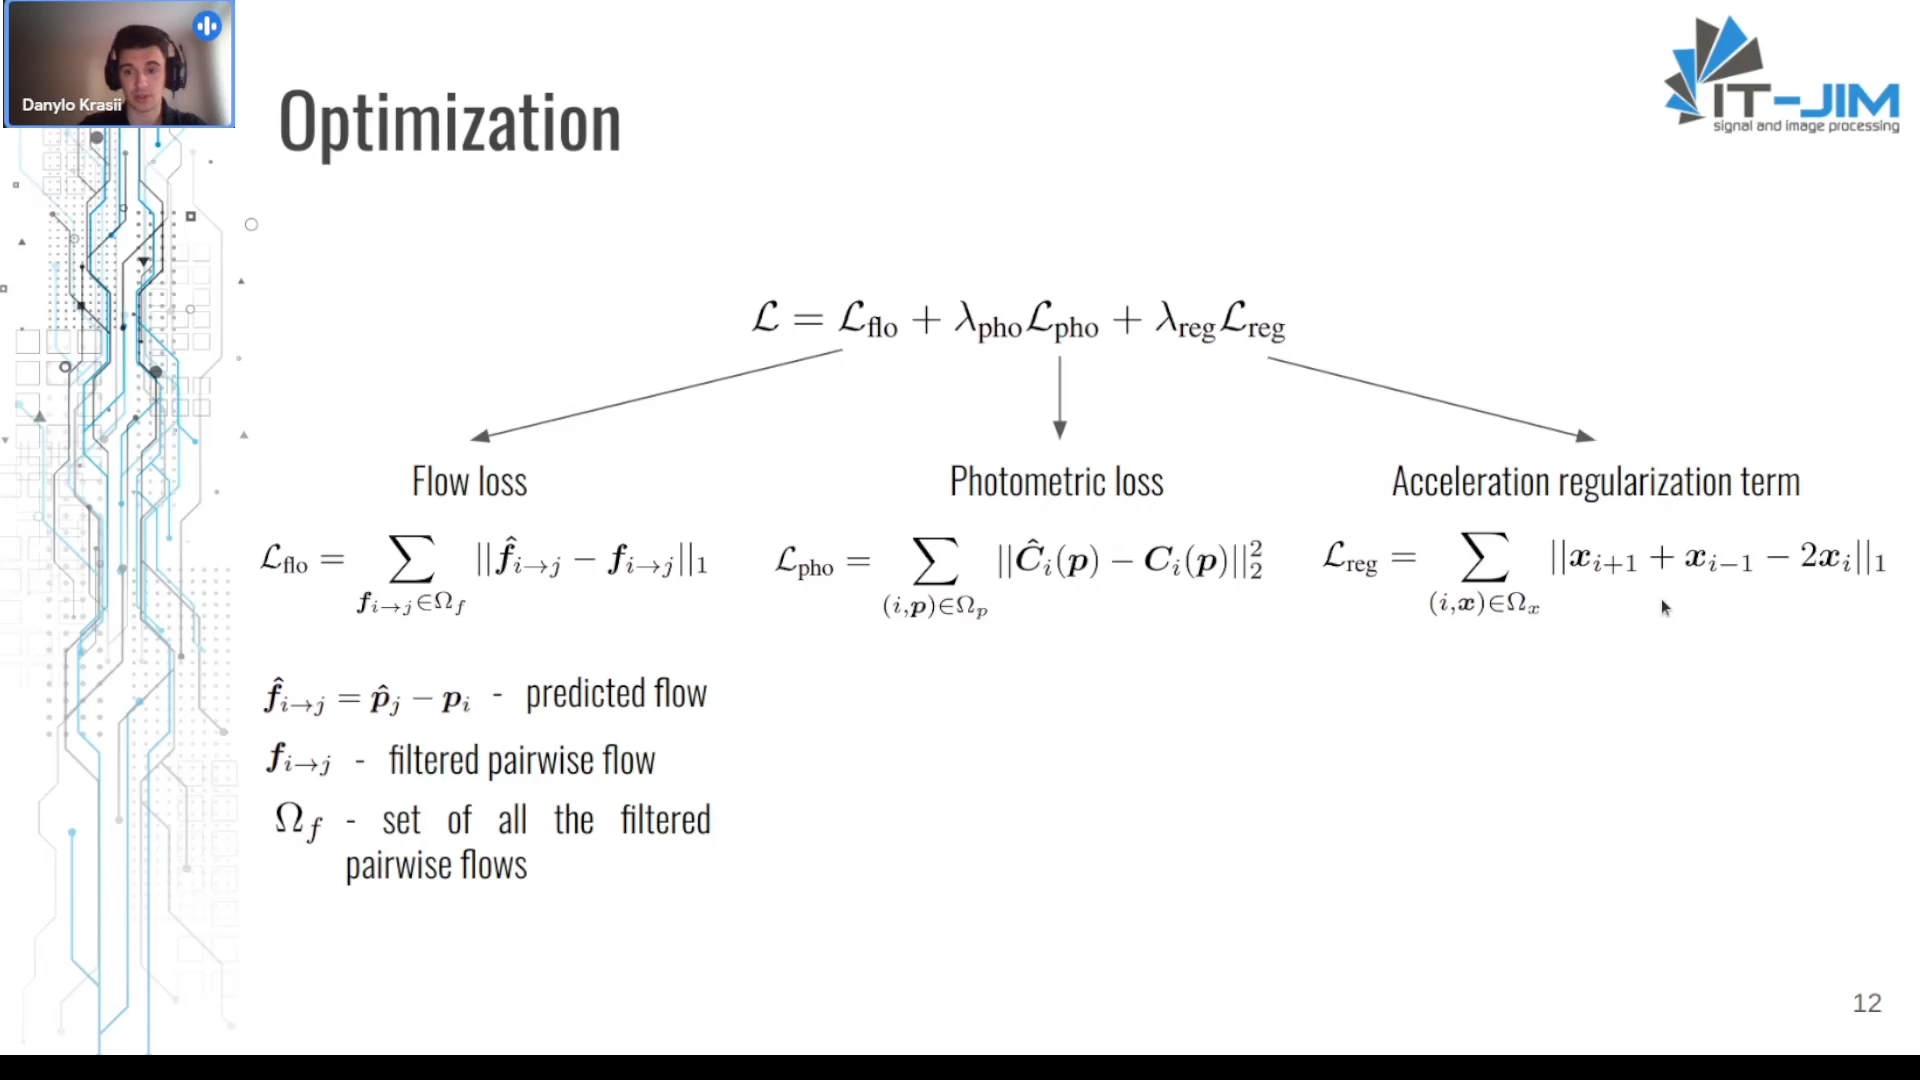 Danylo Krasii
IT-JIM
signal and image processing
Optimization
ℒ = ℒ_flo + λ_pho ℒ_pho + λ_reg ℒ_reg
Flow loss
Photometric loss
Acceleration regularization term
ℒ_flo = ∑_{f_{i→j}∈Ω_f} ||f̂_{i→j} − f_{i→j}||_1
ℒ_pho = ∑_{(i,p)∈Ω_p} ||Ĉ_i(p) − C_i(p)||_2^2
ℒ_reg = ∑_{(i,x)∈Ω_x} ||x_{i+1} + x_{i−1} − 2x_i||_1
f̂_{i→j} = p̂_j − p_i - predicted flow
f_{i→j} - filtered pairwise flow
Ω_f - set of all the filtered
pairwise flows
12